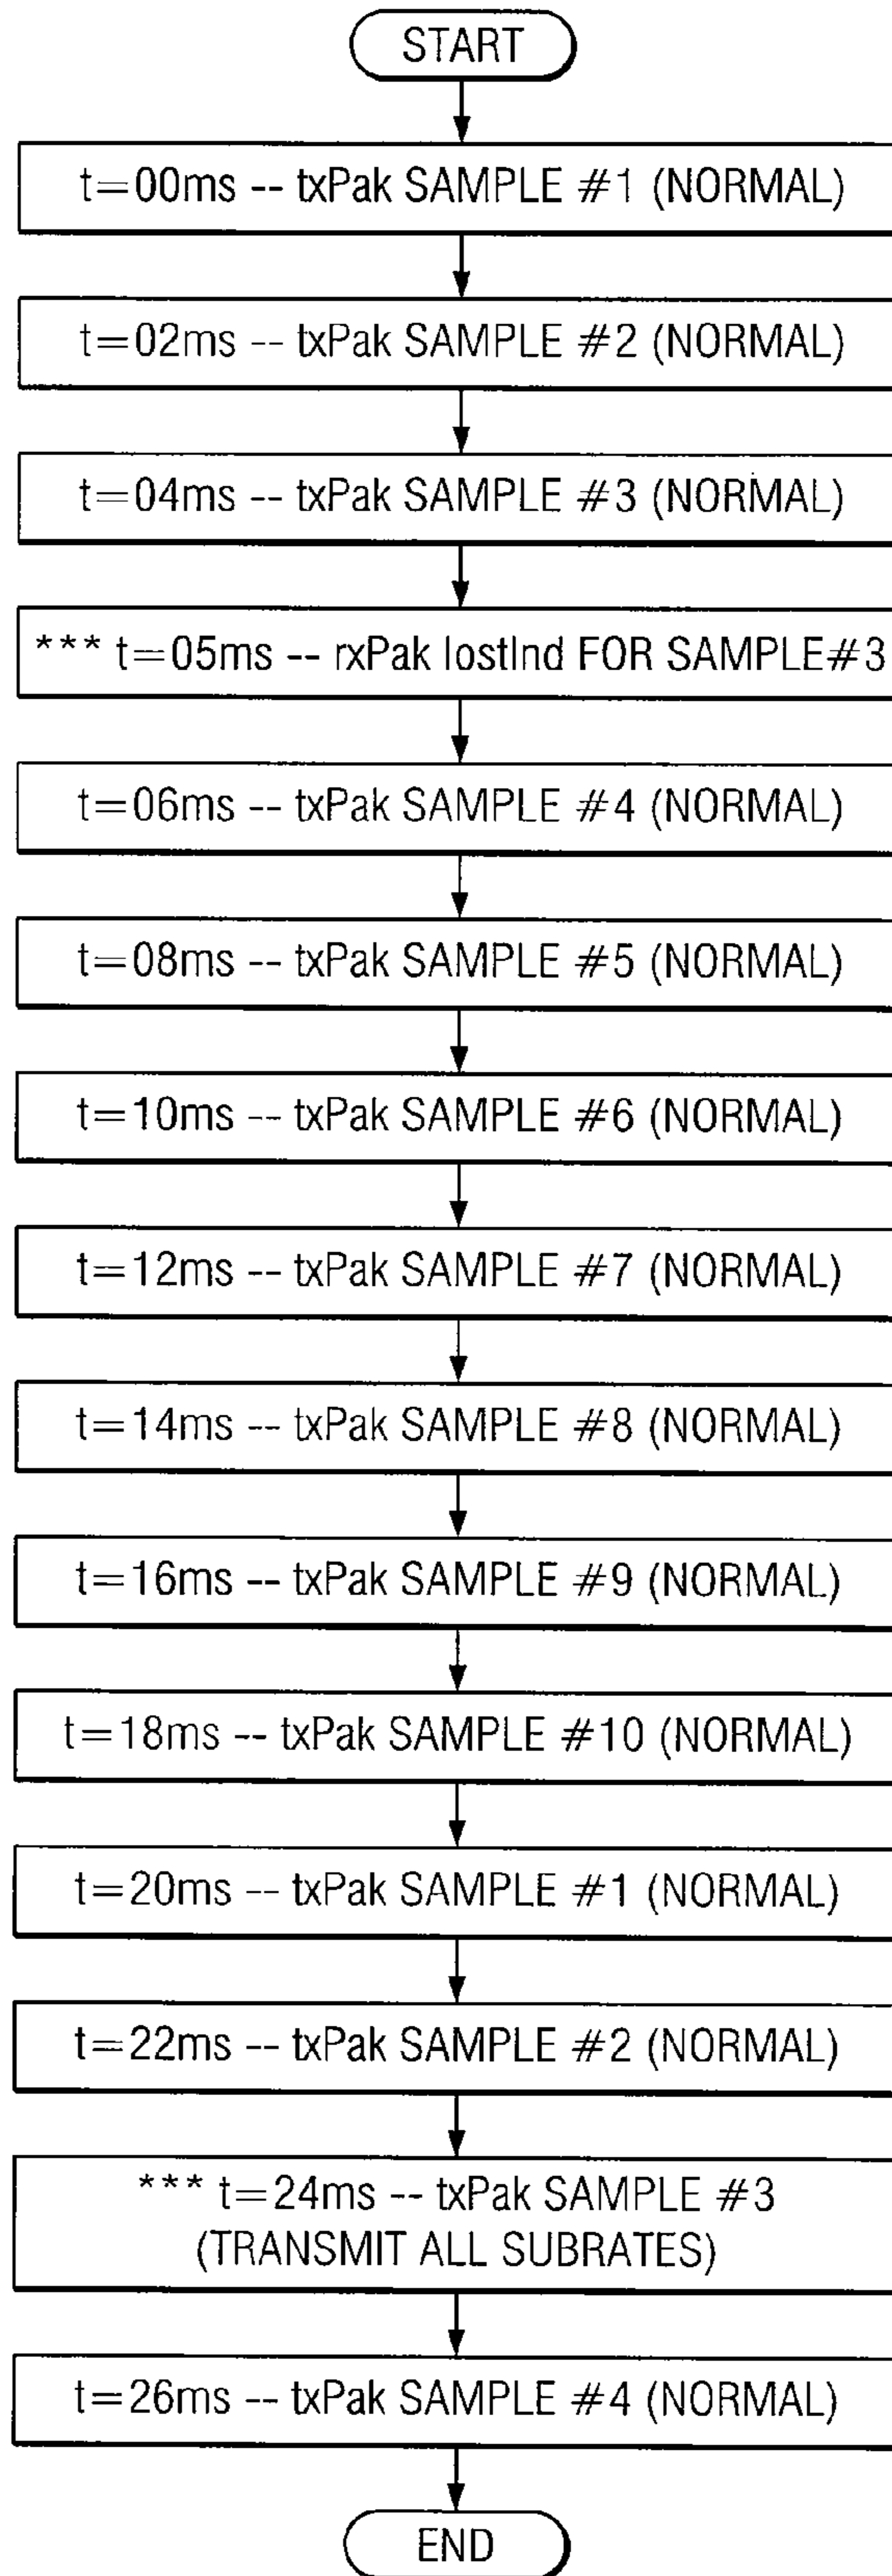 START
t=00ms -- txPak SAMPLE #1 (NORMAL)
t=02ms -- txPak SAMPLE #2 (NORMAL)
t=04ms -- txPak SAMPLE #3 (NORMAL)
*** t=05ms -- rxPak lostInd FOR SAMPLE#3
t=06ms -- txPak SAMPLE #4 (NORMAL)
t=08ms -- txPak SAMPLE #5 (NORMAL)
t=10ms -- txPak SAMPLE #6 (NORMAL)
t=12ms -- txPak SAMPLE #7 (NORMAL)
t=14ms -- txPak SAMPLE #8 (NORMAL)
t=16ms -- txPak SAMPLE #9 (NORMAL)
t=18ms -- txPak SAMPLE #10 (NORMAL)
t=20ms -- txPak SAMPLE #1 (NORMAL)
t=22ms -- txPak SAMPLE #2 (NORMAL)
*** t=24ms -- txPak SAMPLE #3
(TRANSMIT ALL SUBRATES)
t=26ms -- txPak SAMPLE #4 (NORMAL)
END